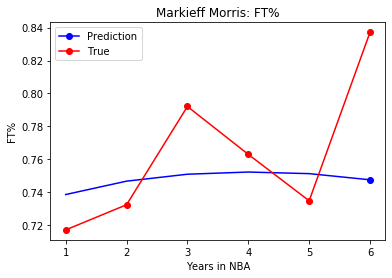 Markieff Morris: FT%
Prediction
True
FT%
0.84
0.82
0.80
0.78
0.76
0.74
0.72
1 2 3 4 5 6
Years in NBA